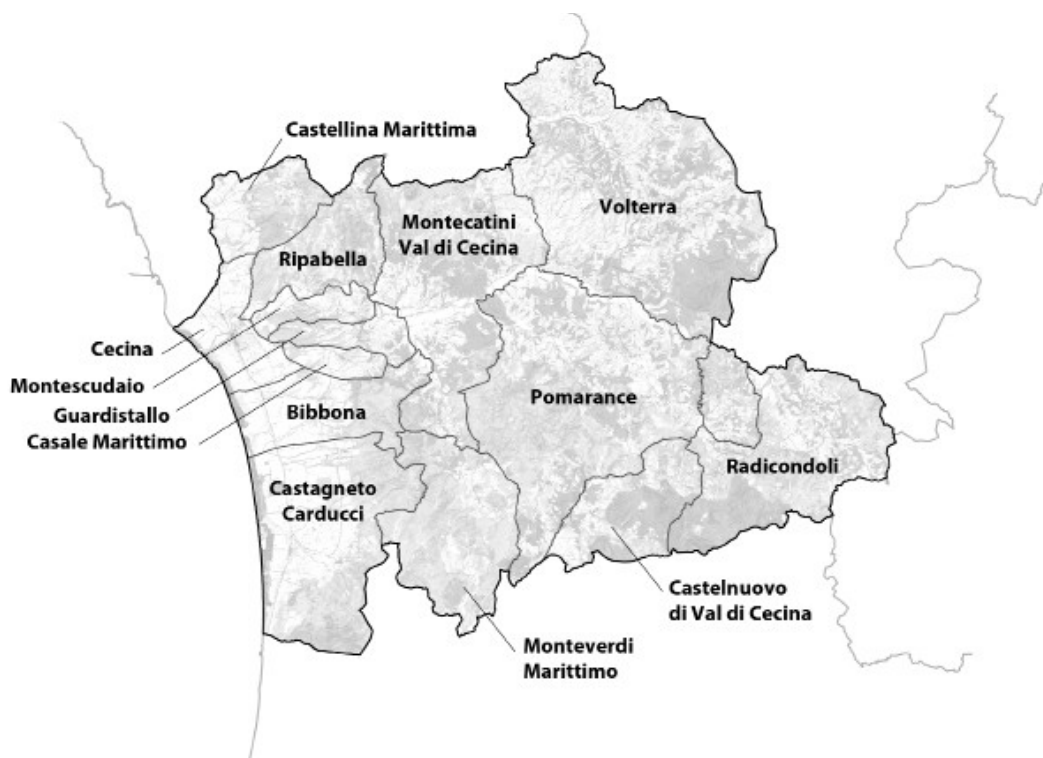 Castellina Marittima
Volterra
Montecatini
Val di Cecina
Ripabella
Cecina
Montescudaio
Guardistallo
Casale Marittimo
Bibbona
Pomarance
Radicondoli
Castagneto
Carducci
Castelnuovo
di Val di Cecina
Monteverdi
Marittimo